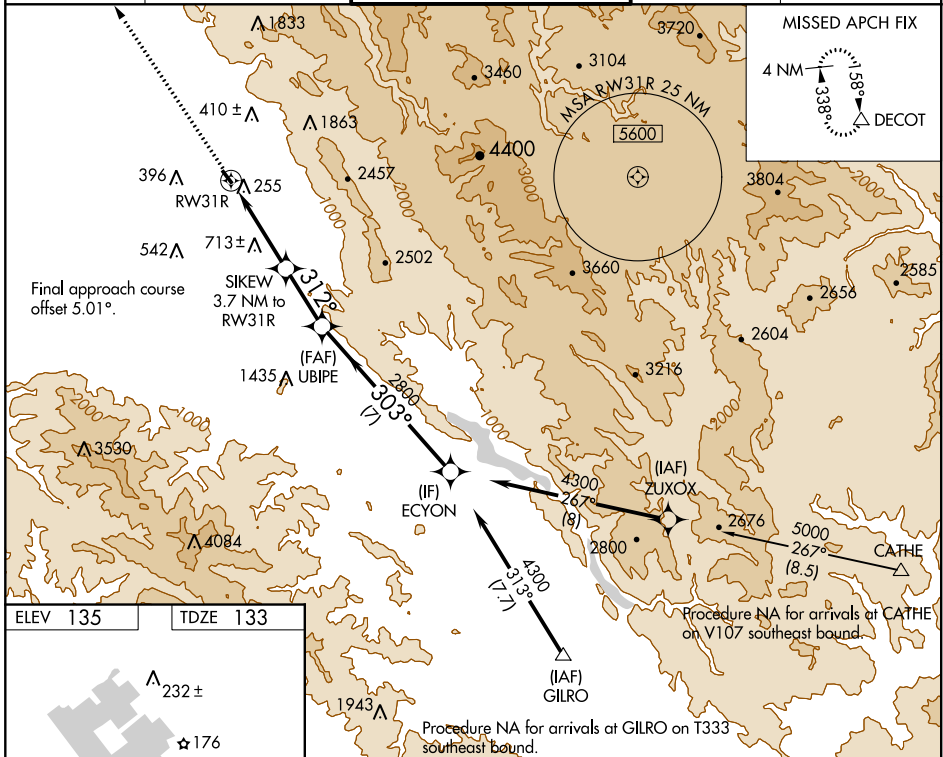 1833
3720
MISSED APCH FIX
3460
3104
4 NM
158°
338°
DECOT
MSA RW31R 25 NM
5600
410 ±
1863
4400
396
255
RW31R
2457
3804
542
713 ±
SIKEW
3.7 NM to
RW31R
312°
2502
3660
2585
2656
Final approach course
offset 5.01°.
(FAF)
UBIPE
2604
1435
2800
303°
(7)
3216
1000
2000
1000
2000
1000
3530
(IF)
ECYON
4300
267°
(8)
(IAF)
ZUXOX
2676
5000
267°
(8.5)
CATHE
4084
2800
4300
313°
(7.7)
Procedure NA for arrivals at CATHE
on V107 southeast bound.
ELEV 135
TDZE 133
(IAF)
GILRO
232 ±
1943
176
Procedure NA for arrivals at GILRO on T333
southeast bound.